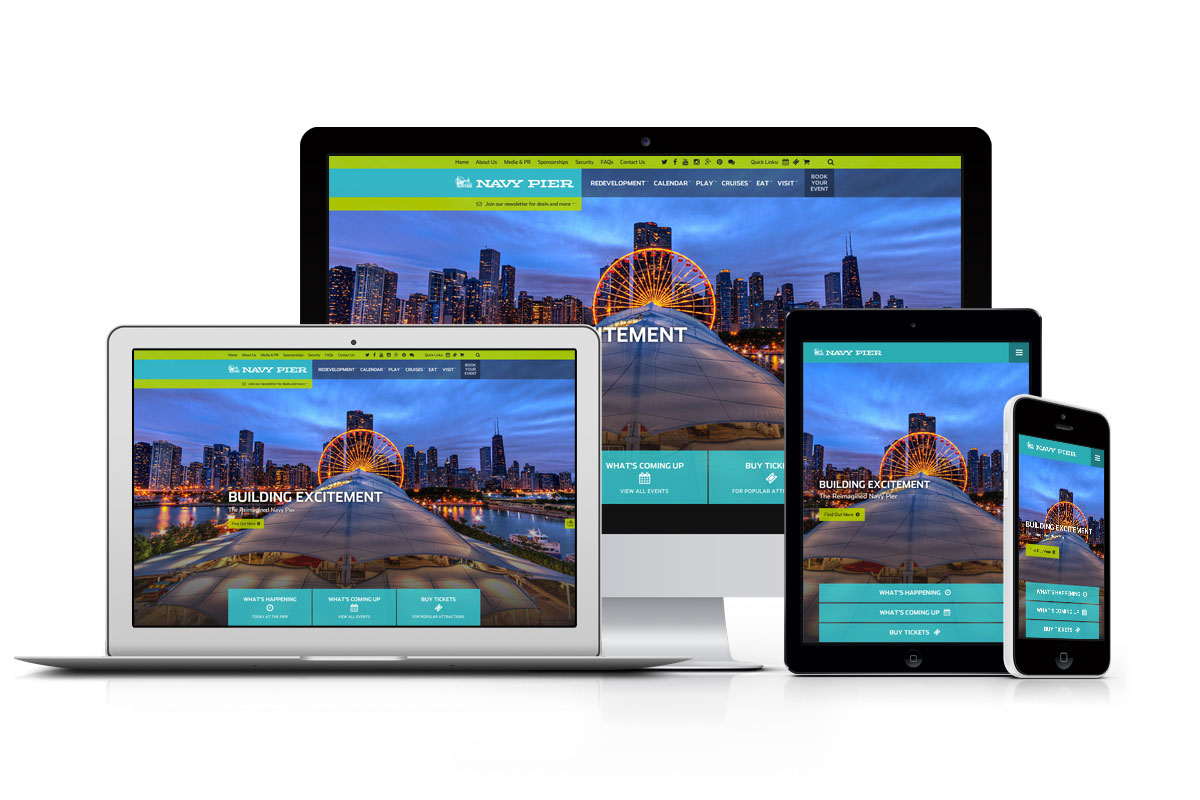 Home About Us Media & PR Sponsorships Security FAQs Contact Us Quick Links:
NAVY PIER
REDEVELOPMENT CALENDAR PLAY CRUISES EAT VISIT
BOOK
YOUR
EVENT
Join our newsletter for deals and more
CITEMENT
WHAT'S COMING UP
VIEW ALL EVENTS
BUY TICK
FOR POPULAR ATTR
Home About Us Media & PR Sponsorships Security FAQs Contact Us Quick Links:
NAVY PIER
REDEVELOPMENT CALENDAR PLAY CRUISES EAT VISIT
BOOK
YOUR
EVENT
Join our newsletter for deals and more
BUILDING EXCITEMENT
The Reimagined Navy Pier
Find Out More
WHAT'S HAPPENING
TODAY AT THE PIER
WHAT'S COMING UP
VIEW ALL EVENTS
BUY TICKETS
FOR POPULAR ATTRACTIONS
NAVY PIER
BUILDING EXCITEMENT
The Reimagined Navy Pier
Find Out More
WHAT'S HAPPENING
WHAT'S COMING UP
BUY TICKETS
NAVY PIER
BUILDING EXCITEMENT
WHAT'S HAPPENING
WHAT'S COMING UP
BUY TICKETS